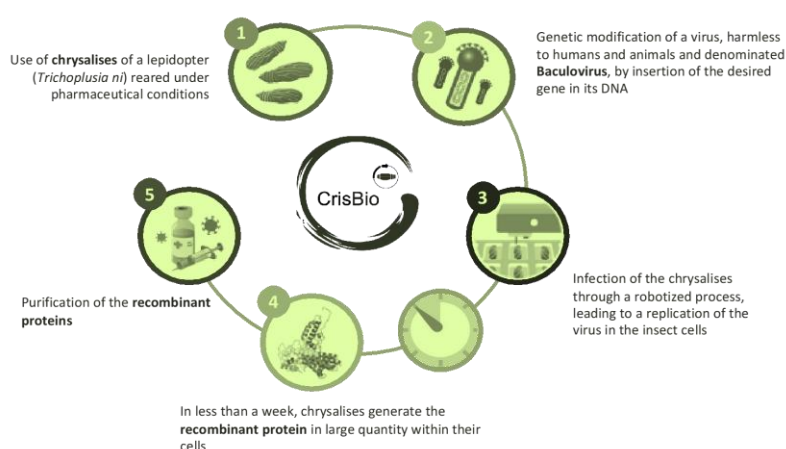 1
Use of chrysalises of a lepidopter
(Trichoplusia ni) reared under
pharmaceutical conditions
2
Genetic modification of a virus, harmless
to humans and animals and denominated
Baculovirus, by insertion of the desired
gene in its DNA
CrisBio
3
Infection of the chrysalises
through a robotized process,
leading to a replication of the
virus in the insect cells
4
In less than a week, chrysalises generate the
recombinant protein in large quantity within their
cells
5
Purification of the recombinant
proteins